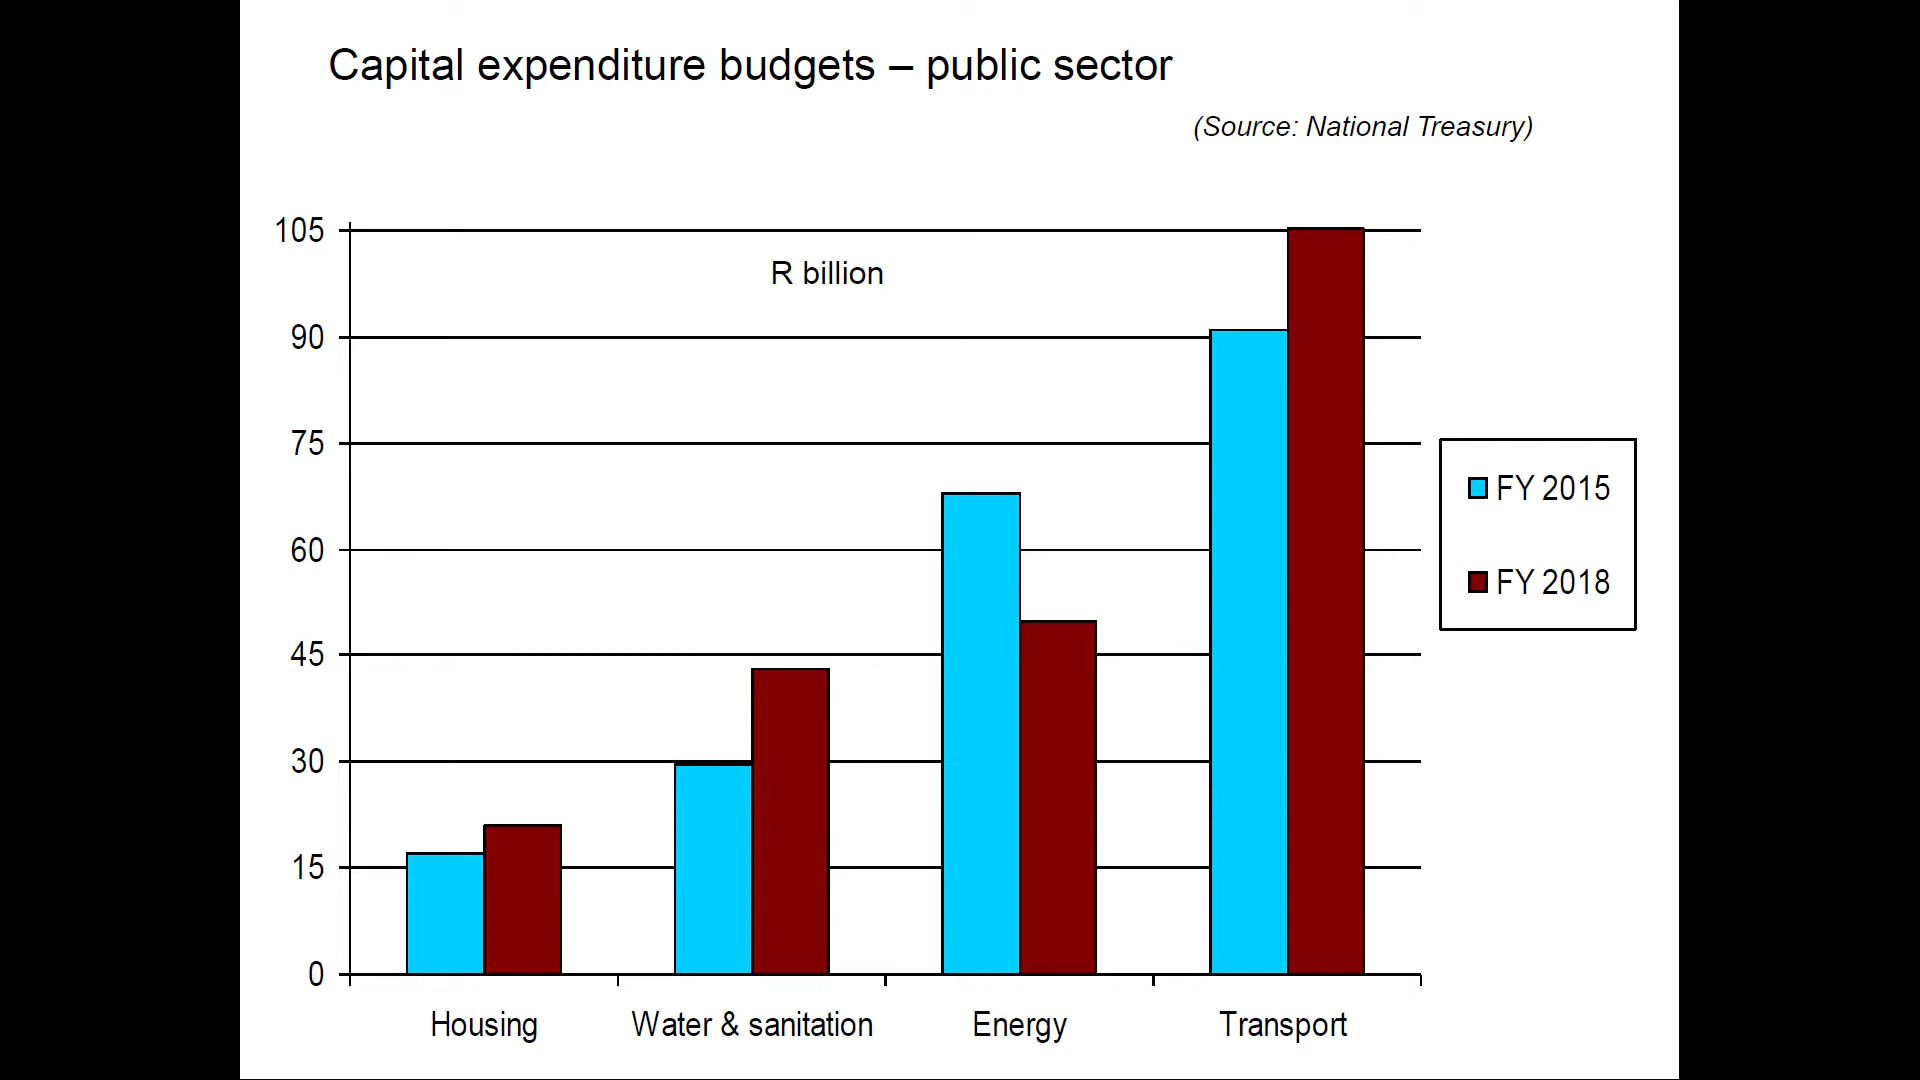 Capital expenditure budgets – public sector
(Source: National Treasury)
105
R billion
90
75
60
45
30
15
0
FY 2015
FY 2018
Housing
Water & sanitation
Energy
Transport